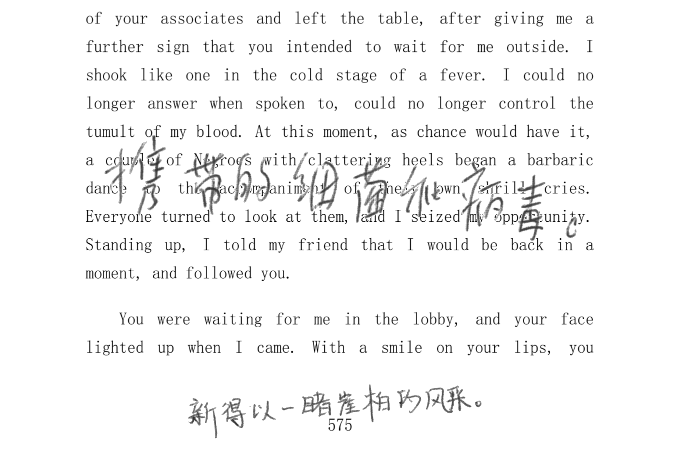 of your associates and left the table, after giving me a
further sign that you intended to wait for me outside. I
shook like one in the cold stage of a fever. I could no
longer answer when spoken to, could no longer control the
tumult of my blood. At this moment, as chance would have it,
a couple of Negroes with clattering heels began a barbaric
携带的细菌和病毒。
dance to the accompaniment of their own shrill cries.
Everyone turned to look at them, and I seized my opportunity.
Standing up, I told my friend that I would be back in a
moment, and followed you.
You were waiting for me in the lobby, and your face
lighted up when I came. With a smile on your lips, you
新得以一睹崖柏的风采。
575